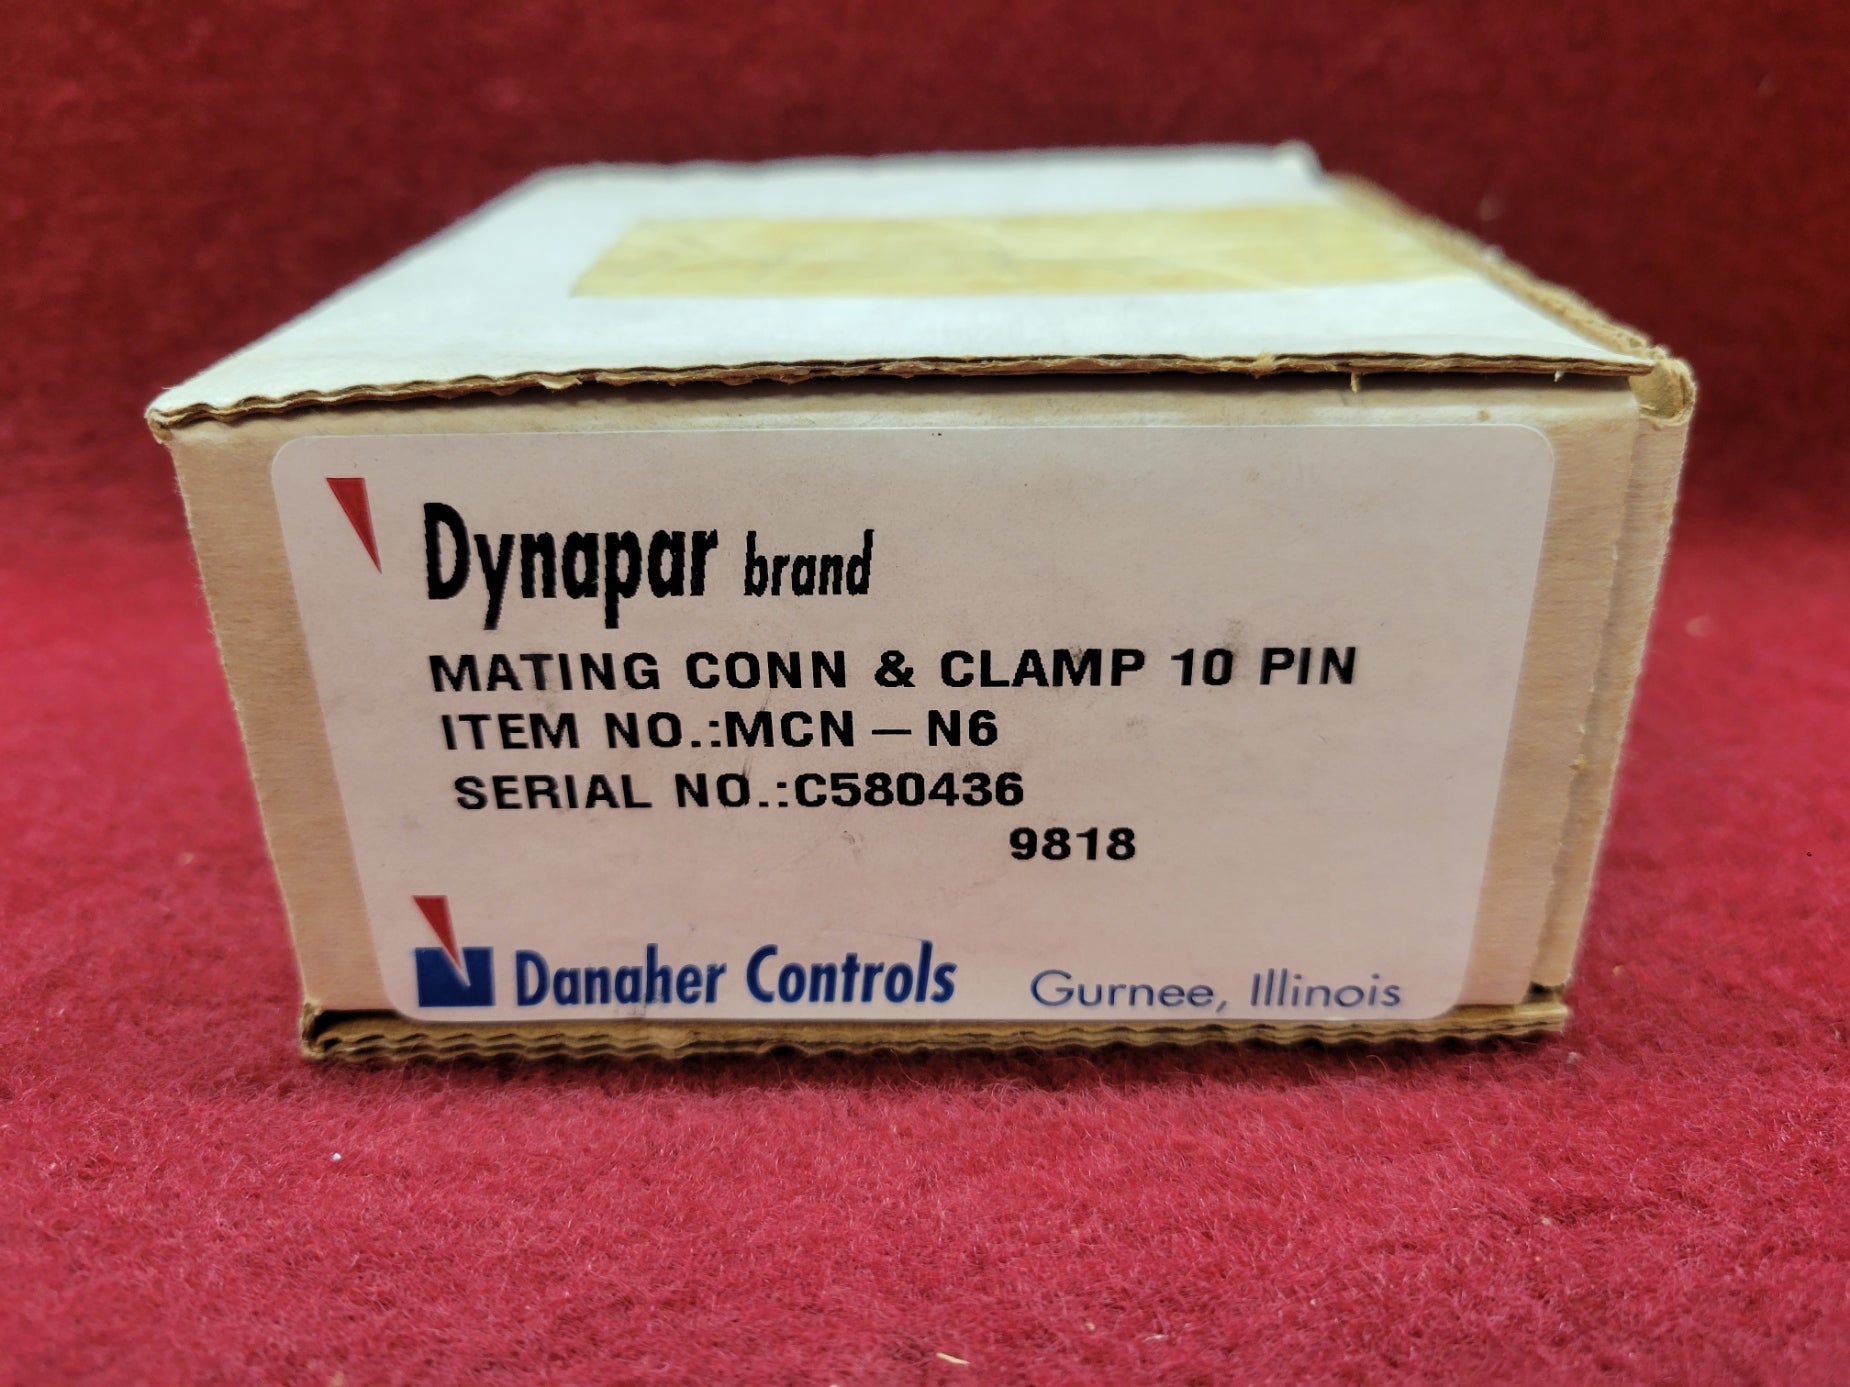 Dynapar brand
MATING CONN & CLAMP 10 PIN
ITEM NO.:MCN – N6
SERIAL NO.:C580436
9818
Danaher Controls Gurnee, Illinois